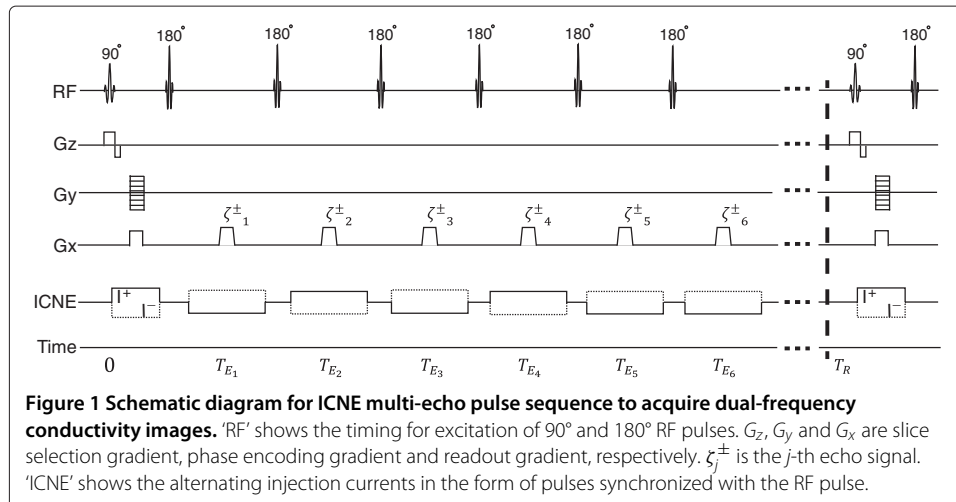 180° 180° 180° 180° 180° 180° 180°
90° 90°
RF
Gz
Gy
ζ±1 ζ±2 ζ±3 ζ±4 ζ±5 ζ±6
Gx
ICNE I+ I− I+ I−
Time
0 TE1 TE2 TE3 TE4 TE5 TE6 TR
Figure 1 Schematic diagram for ICNE multi-echo pulse sequence to acquire dual-frequency
conductivity images. 'RF' shows the timing for excitation of 90° and 180° RF pulses. Gz, Gy and Gx are slice
selection gradient, phase encoding gradient and readout gradient, respectively. ζj± is the j-th echo signal.
'ICNE' shows the alternating injection currents in the form of pulses synchronized with the RF pulse.